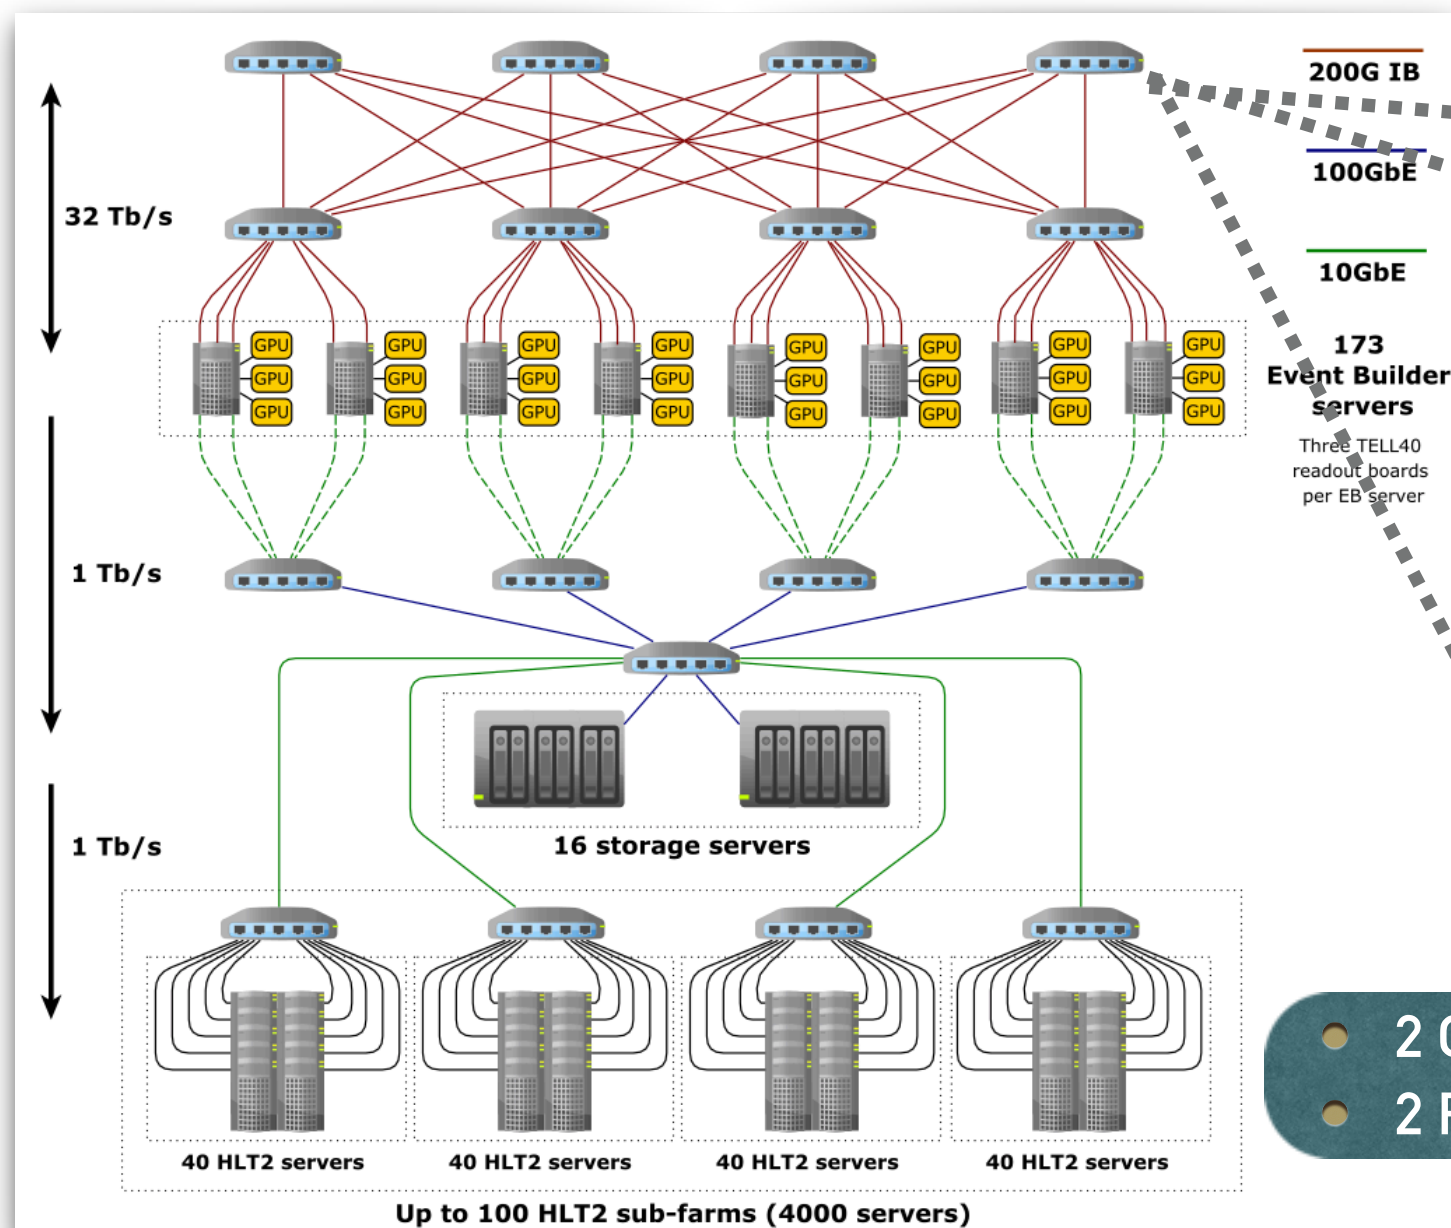 200G IB
100GbE
32 Tb/s
10GbE
GPU GPU GPU GPU GPU GPU GPU GPU
GPU GPU GPU GPU GPU GPU GPU GPU
GPU GPU GPU GPU GPU GPU GPU GPU
173
Event Builder
servers
Three TELL40
readout boards
per EB server
1 Tb/s
16 storage servers
1 Tb/s
2
2
40 HLT2 servers
40 HLT2 servers
40 HLT2 servers
40 HLT2 servers
Up to 100 HLT2 sub-farms (4000 servers)